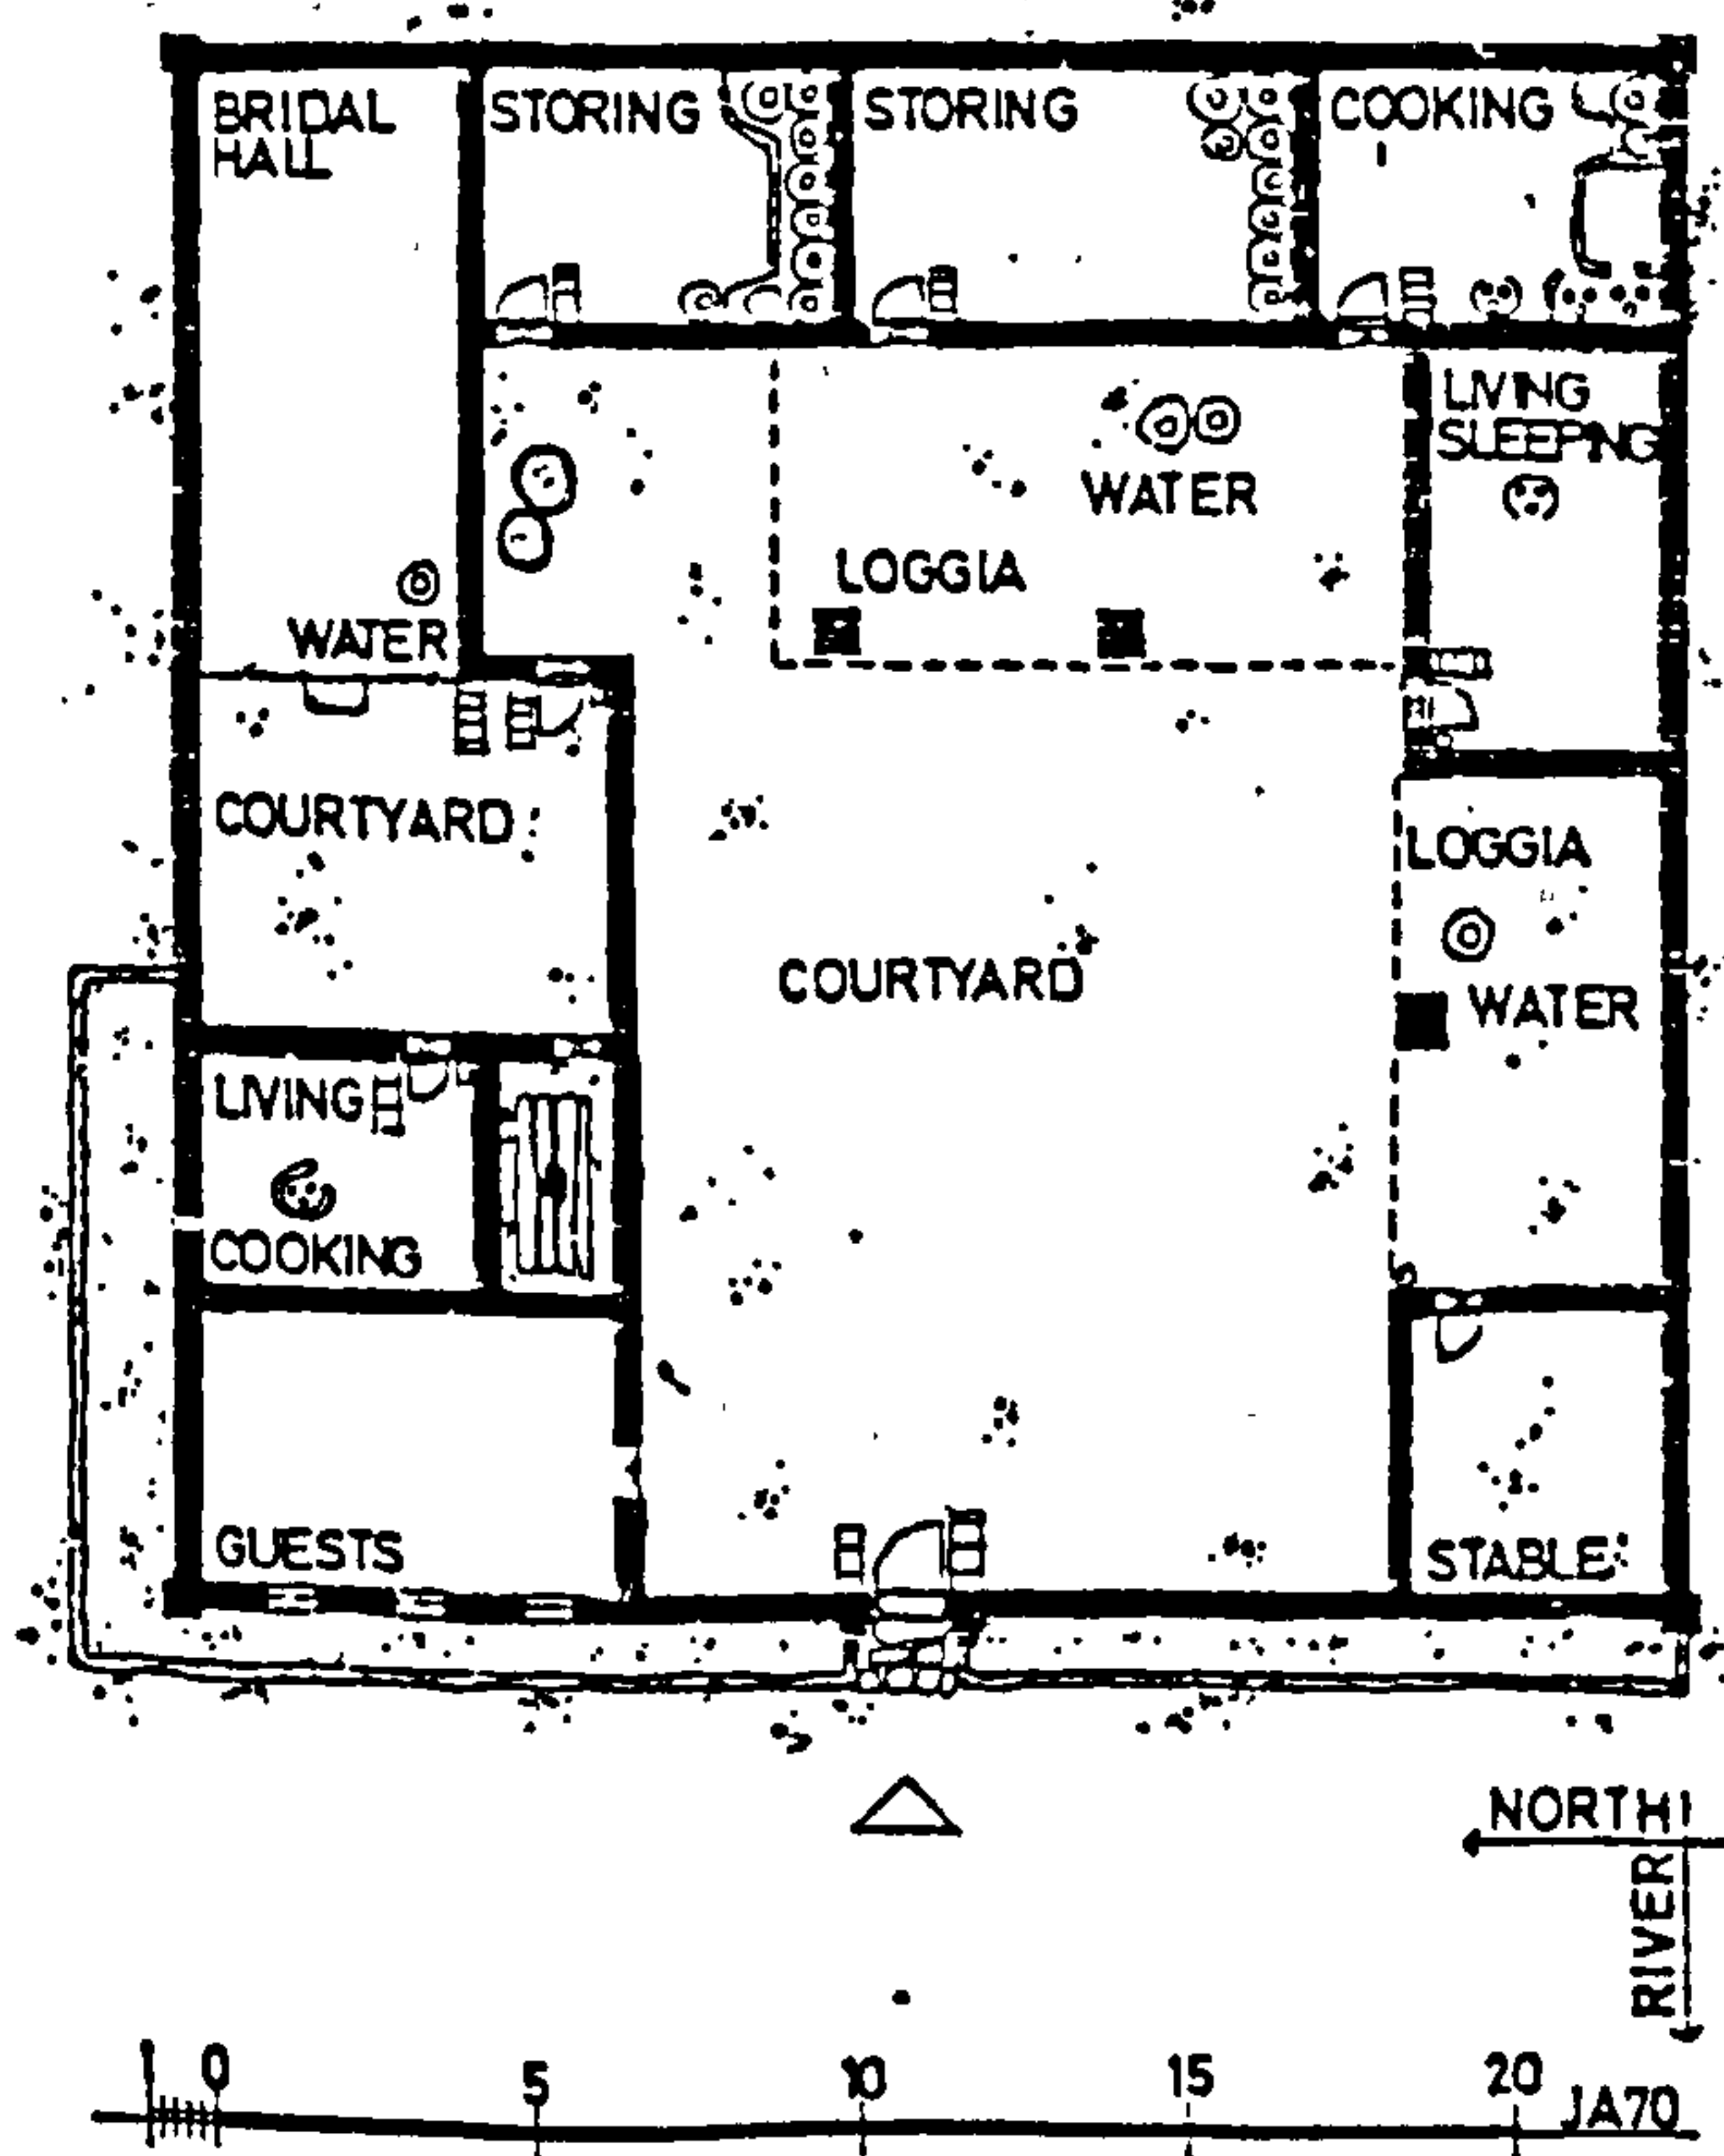 BRIDAL
HALL
STORING
STORING
COOKING
LIVING
SLEEPING
WATER
LOGGIA
WATER
COURTYARD
LOGGIA
COURTYARD
WATER
LIVING
COOKING
GUESTS
STABLE
NORTH
RIVER
1 0 5 10 15 20
JA70